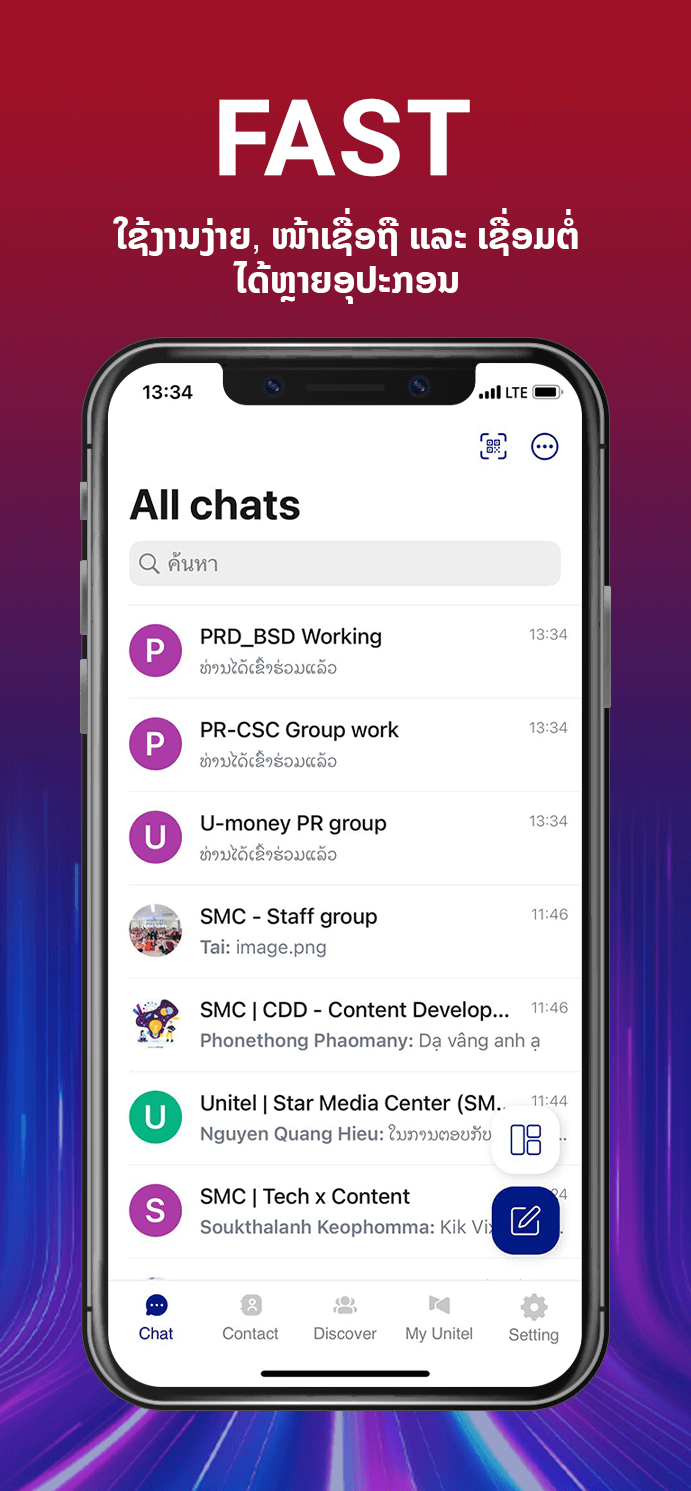 FAST
ໃຊ້ງານງ່າຍ, ໜ້າເຊື່ອຖື ແລະ ເຊື່ອມຕໍ່
ໄດ້ຫຼາຍອຸປະກອນ
13:34
LTE
All chats
ค้นหา
PRD_BSD Working
13:34
ທ່ານໄດ້ເຂົ້າຮ່ວມແລ້ວ
P
PR-CSC Group work
13:34
ທ່ານໄດ້ເຂົ້າຮ່ວມແລ້ວ
P
U-money PR group
13:34
ທ່ານໄດ້ເຂົ້າຮ່ວມແລ້ວ
U
SMC - Staff group
11:46
Tai: image.png
SMC | CDD - Content Develop...
11:46
Phonethong Phaomany: Dạ vâng anh ạ
Unitel | Star Media Center (SM...
11:44
Nguyen Quang Hieu: ໃນການຕອບກັບ
U
SMC | Tech x Content
S
Soukthalanh Keophomma: Kik
Chat
Contact
Discover
My Unitel
Setting